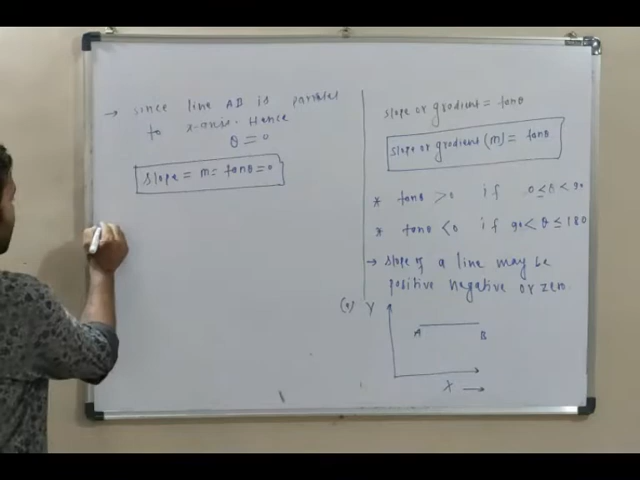 → since line AB is parallel
to x-axis. Hence
θ = 0
slope = m = tanθ = 0
slope or gradient = tanθ
slope or gradient (m) = tanθ
* tanθ > 0 if 0 ≤ θ < 90
* tanθ < 0 if 90 < θ ≤ 180
→ slope of a line may be
positive negative or zero.
(a) Y
A B
X →